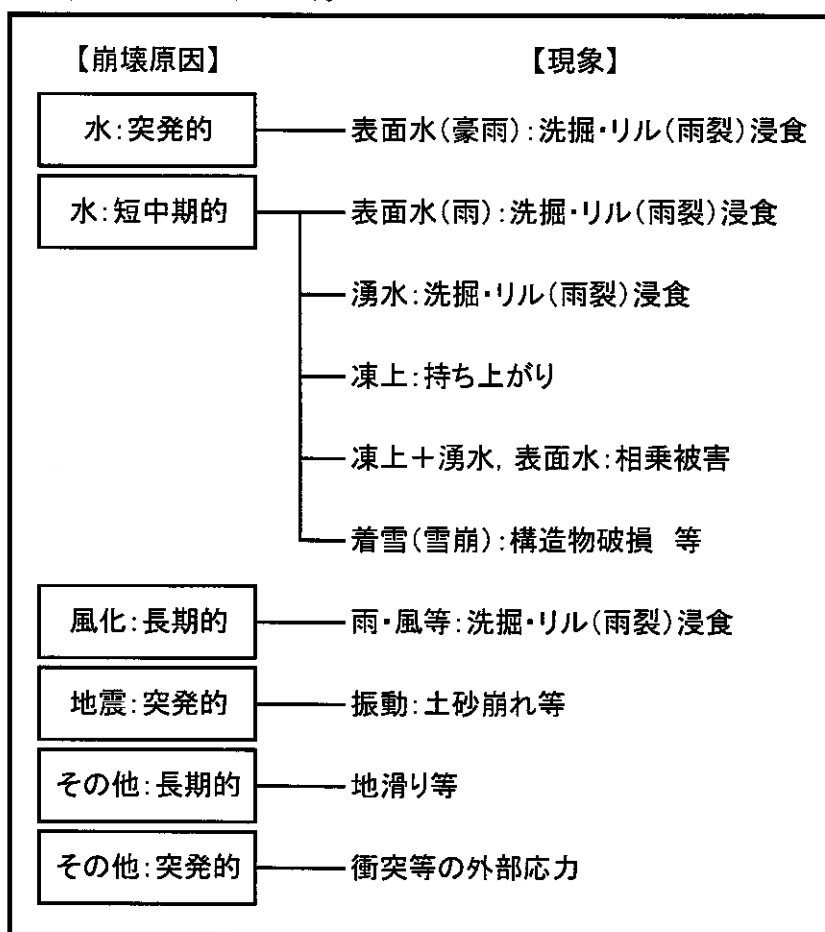 【崩壊原因】 【現象】
水:突発的 表面水(豪雨):洗掘・リル(雨裂)浸食
水:短中期的 表面水(雨):洗掘・リル(雨裂)浸食
湧水:洗掘・リル(雨裂)浸食
凍上:持ち上がり
凍上+湧水, 表面水:相乗被害
着雪(雪崩):構造物破損 等
風化:長期的 雨・風等:洗掘・リル(雨裂)浸食
地震:突発的 振動:土砂崩れ等
その他:長期的 地滑り等
その他:突発的 衝突等の外部応力